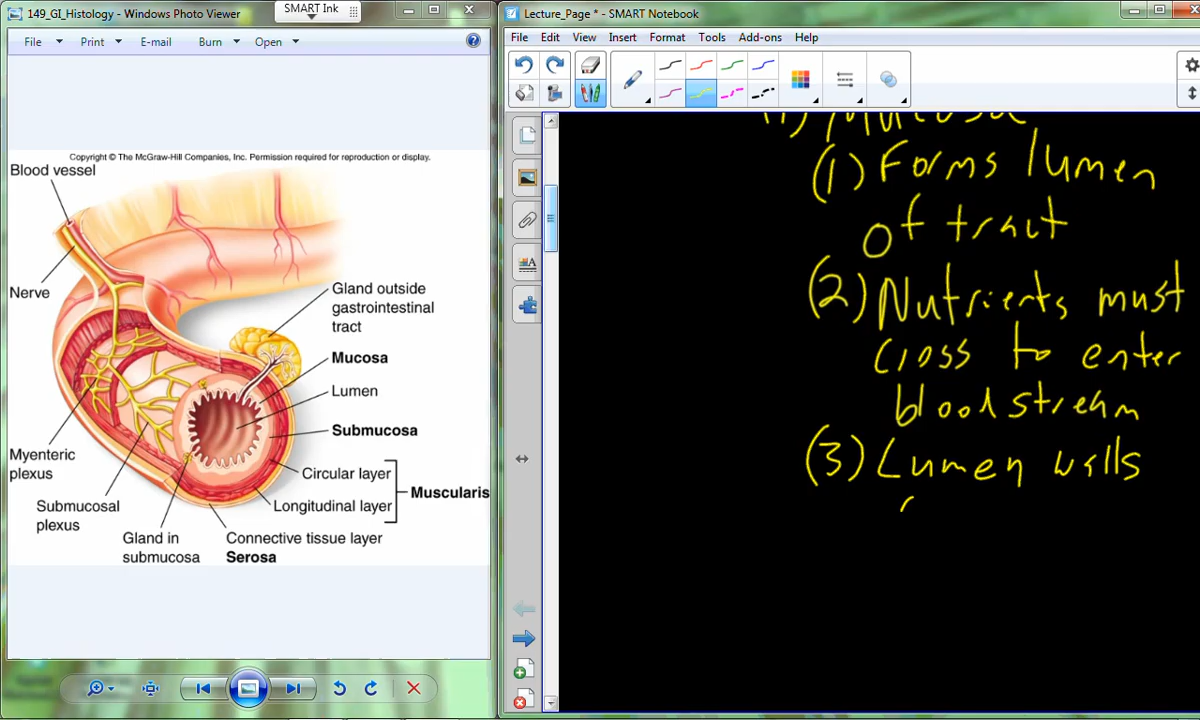 149_GI_Histology - Windows Photo Viewer
SMART Ink
File Print E-mail Burn Open
Copyright © The McGraw-Hill Companies, Inc. Permission required for reproduction or display.
Blood vessel
Nerve
Gland outside
gastrointestinal
tract
Mucosa
Lumen
Submucosa
Circular layer
Muscularis
Longitudinal layer
Myenteric
plexus
Submucosal
plexus
Gland in
submucosa
Connective tissue layer
Serosa
Lecture_Page * - SMART Notebook
File Edit View Insert Format Tools Add-ons Help
(1) Forms lumen
of tract
(2) Nutrients must
cross to enter
bloodstream
(3) Lumen walls